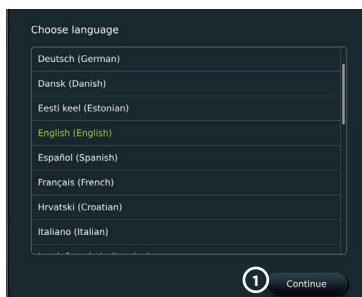 Choose language
Deutsch (German)
Dansk (Danish)
Eesti keel (Estonian)
English (English)
Español (Spanish)
Français (French)
Hrvatski (Croatian)
Italiano (Italian)
1 Continue